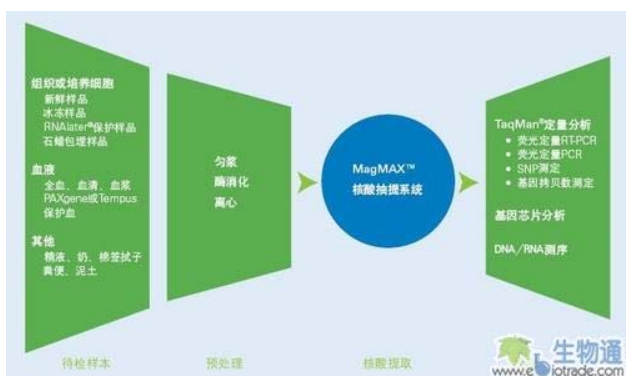 组织或培养细胞
新鲜样品
冰冻样品
RNAlater®保护样品
石蜡包埋样品
血液
全血、血清、血浆
PAXgene或Tempus
保护血
其他
精液、奶、棉签拭子
粪便、泥土
待检样本
匀浆
酶消化
离心
预处理
MagMAX™
核酸抽提系统
核酸提取
TaqMan®定量分析
• 荧光定量RT-PCR
• 荧光定量PCR
• SNP测定
• 基因拷贝数测定
基因芯片分析
DNA/RNA测序
生物通
www.ebiotrade.com